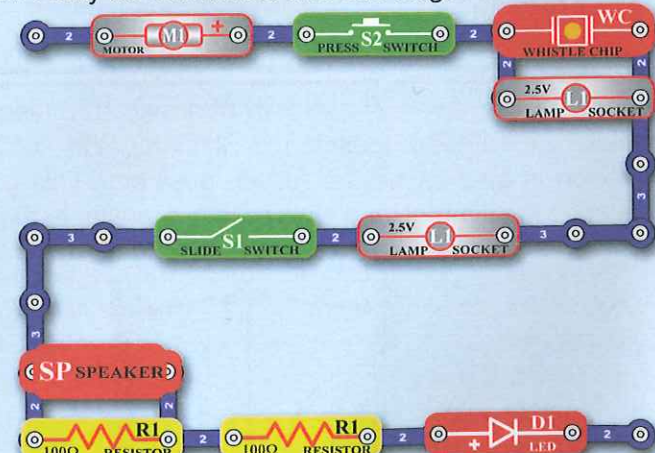 2 M1 + 2 S2 2 WC
MOTOR PRESS SWITCH WHISTLE CHIP
2 2
2.5V L1
LAMP SOCKET
3
3 S1 2 2.5V L1 3
SLIDE SWITCH LAMP SOCKET
3
SP SPEAKER
2 2
R1 2 R1 2 D1 2
100Ω RESISTOR 100Ω RESISTOR + LED